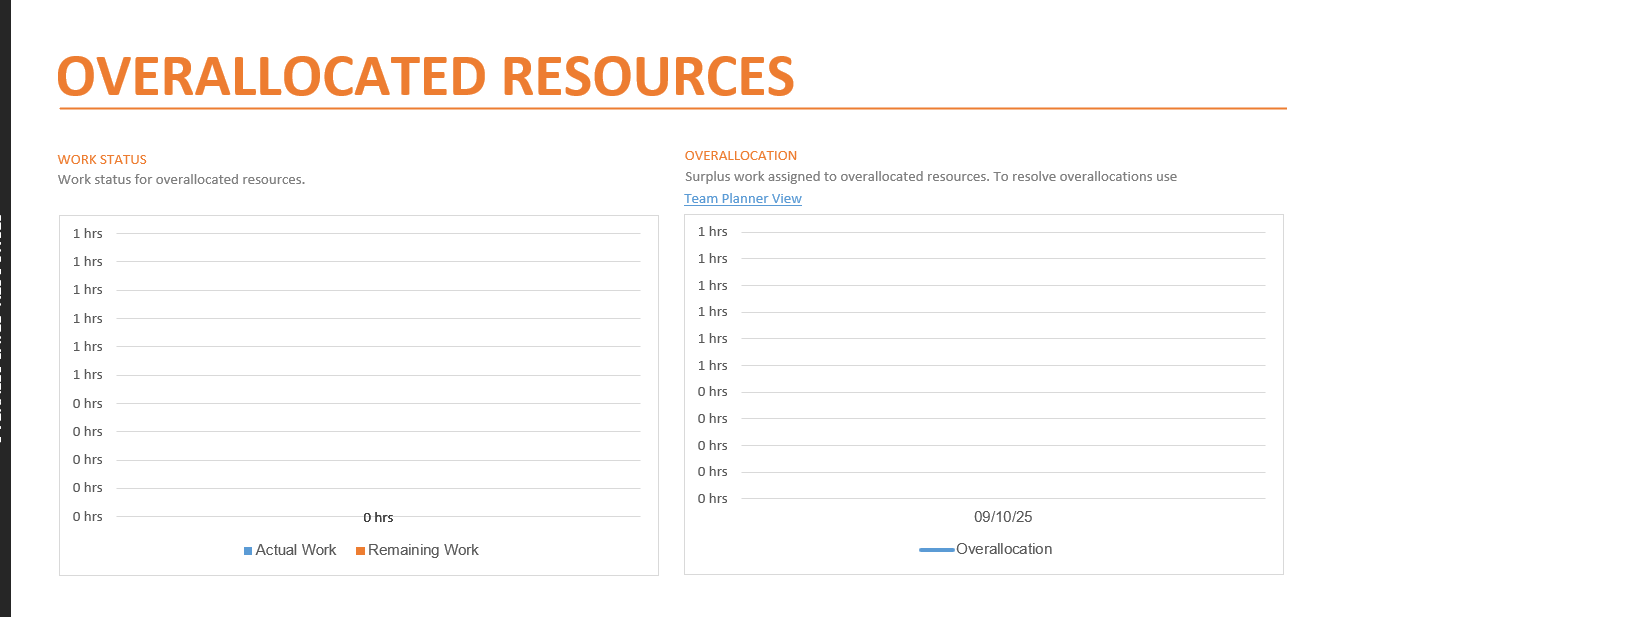 OVERALLOCATED RESOURCES
WORK STATUS
Work status for overallocated resources.
1 hrs
1 hrs
1 hrs
1 hrs
1 hrs
1 hrs
0 hrs
0 hrs
0 hrs
0 hrs
0 hrs
0 hrs
Actual Work
Remaining Work
OVERALLOCATION
Surplus work assigned to overallocated resources. To resolve overallocations use
Team Planner View
1 hrs
1 hrs
1 hrs
1 hrs
1 hrs
1 hrs
0 hrs
0 hrs
0 hrs
0 hrs
0 hrs
09/10/25
Overallocation